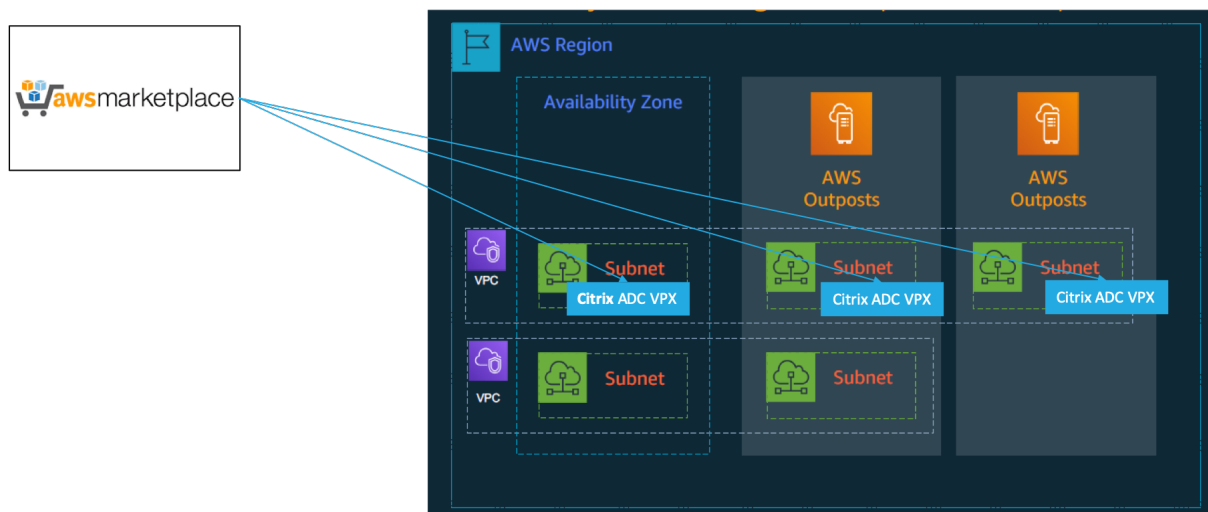 awsmarketplace
AWS Region
Availability Zone
AWS
Outposts
AWS
Outposts
VPC
Subnet
Citrix ADC VPX
Subnet
Citrix ADC VPX
Subnet
Citrix ADC VPX
VPC
Subnet
Subnet